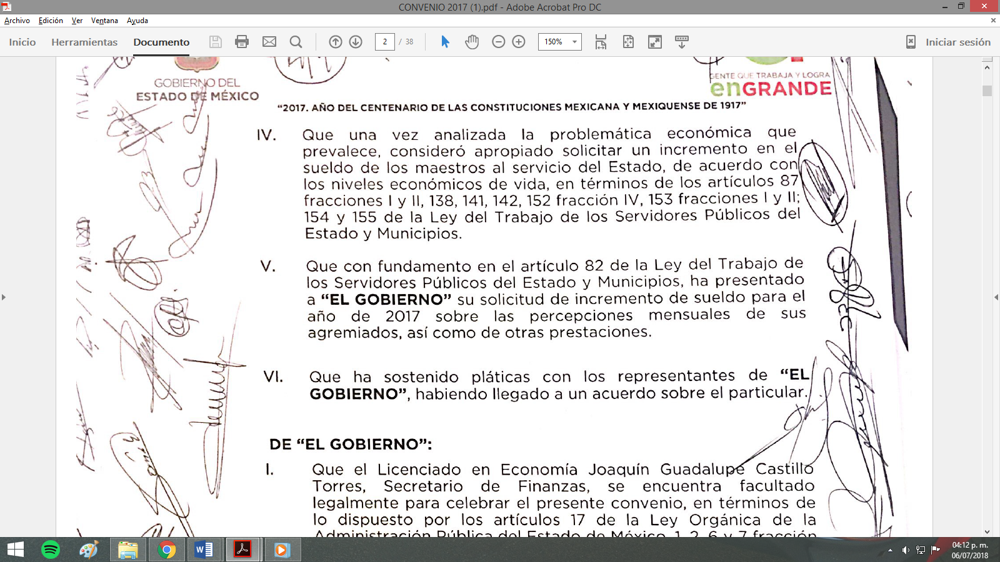 CONVENIO 2017 (1).pdf - Adobe Acrobat Pro DC
Archivo Edición Ver Ventana Ayuda
Inicio Herramientas Documento 2 / 38 150% Iniciar sesión
GOBIERNO DEL
ESTADO DE MÉXICO
GENTE QUE TRABAJA Y LOGRA
enGRANDE
“2017. AÑO DEL CENTENARIO DE LAS CONSTITUCIONES MEXICANA Y MEXIQUENSE DE 1917”
IV. Que una vez analizada la problemática económica que
prevalece, consideró apropiado solicitar un incremento en el
sueldo de los maestros al servicio del Estado, de acuerdo con
los niveles económicos de vida, en términos de los artículos 87
fracciones I y II, 138, 141, 142, 152 fracción IV, 153 fracciones I y II;
154 y 155 de la Ley del Trabajo de los Servidores Públicos del
Estado y Municipios.
V. Que con fundamento en el artículo 82 de la Ley del Trabajo de
los Servidores Públicos del Estado y Municipios, ha presentado
a “EL GOBIERNO” su solicitud de incremento de sueldo para el
año de 2017 sobre las percepciones mensuales de sus
agremiados, así como de otras prestaciones.
VI. Que ha sostenido pláticas con los representantes de “EL
GOBIERNO”, habiendo llegado a un acuerdo sobre el particular.
DE “EL GOBIERNO”:
I. Que el Licenciado en Economía Joaquín Guadalupe Castillo
Torres, Secretario de Finanzas, se encuentra facultado
legalmente para celebrar el presente convenio, en términos de
lo dispuesto por los artículos 17 de la Ley Orgánica de la
Administración Pública del Estado de México, 1, 2, 6 y 7 fracción
04:12 p. m.
06/07/2018